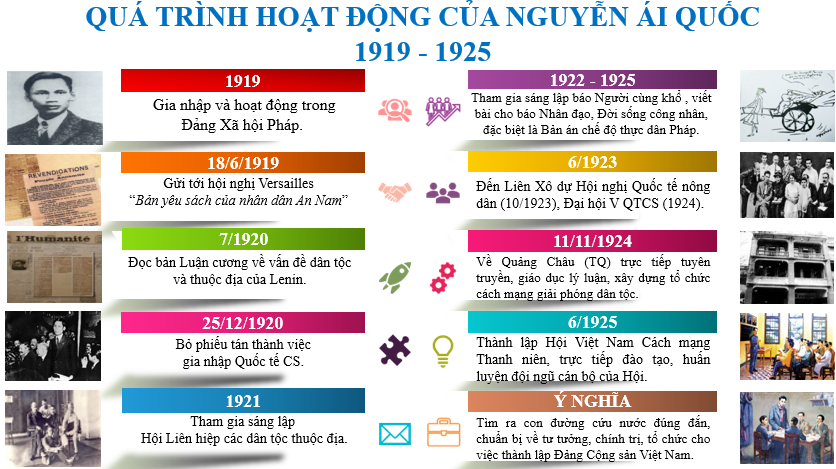 QUÁ TRÌNH HOẠT ĐỘNG CỦA NGUYỄN ÁI QUỐC
1919 - 1925
1919
Gia nhập và hoạt động trong
Đảng Xã hội Pháp.
18/6/1919
Gửi tới hội nghị Versailles
“Bản yêu sách của nhân dân An Nam”
REVENDICATIONS
7/1920
Đọc bản Luận cương về vấn đề dân tộc
và thuộc địa của Lenin.
l'Humanité
25/12/1920
Bỏ phiếu tán thành việc
gia nhập Quốc tế CS.
1921
Tham gia sáng lập
Hội Liên hiệp các dân tộc thuộc địa.
1922 - 1925
Tham gia sáng lập báo Người cùng khổ , viết
bài cho báo Nhân đạo, Đời sống công nhân,
đặc biệt là Bản án chế độ thực dân Pháp.
6/1923
Đến Liên Xô dự Hội nghị Quốc tế nông
dân (10/1923), Đại hội V QTCS (1924).
11/11/1924
Về Quảng Châu (TQ) trực tiếp tuyên
truyền, giáo dục lý luận, xây dựng tổ chức
cách mạng giải phóng dân tộc.
6/1925
Thành lập Hội Việt Nam Cách mạng
Thanh niên, trực tiếp đào tạo, huấn
luyện đội ngũ cán bộ của Hội.
Ý NGHĨA
Tìm ra con đường cứu nước đúng đắn,
chuẩn bị về tư tưởng, chính trị, tổ chức cho
việc thành lập Đảng Cộng sản Việt Nam.